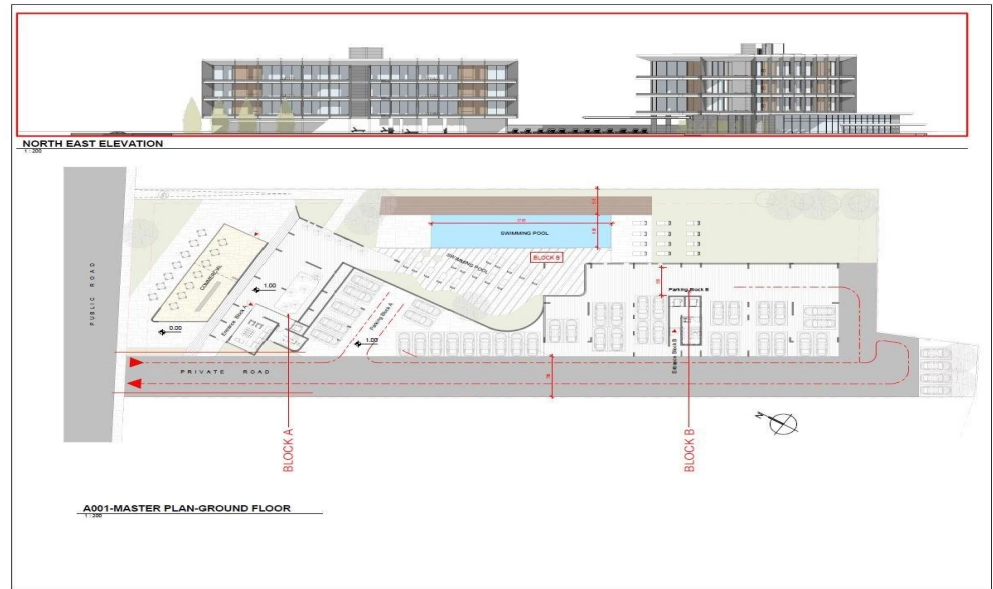 NORTH EAST ELEVATION
1 : 200
PUBLIC ROAD
COMMERCIAL
SWIMMING POOL
SWIMMING POOL
BLOCK B
1.00
0.00
Entrance Block A
Parking Block A
1.00
Parking Block B
Entrance Block B
PRIVATE ROAD
N
BLOCK A
BLOCK B
A001-MASTER PLAN-GROUND FLOOR
1 : 200